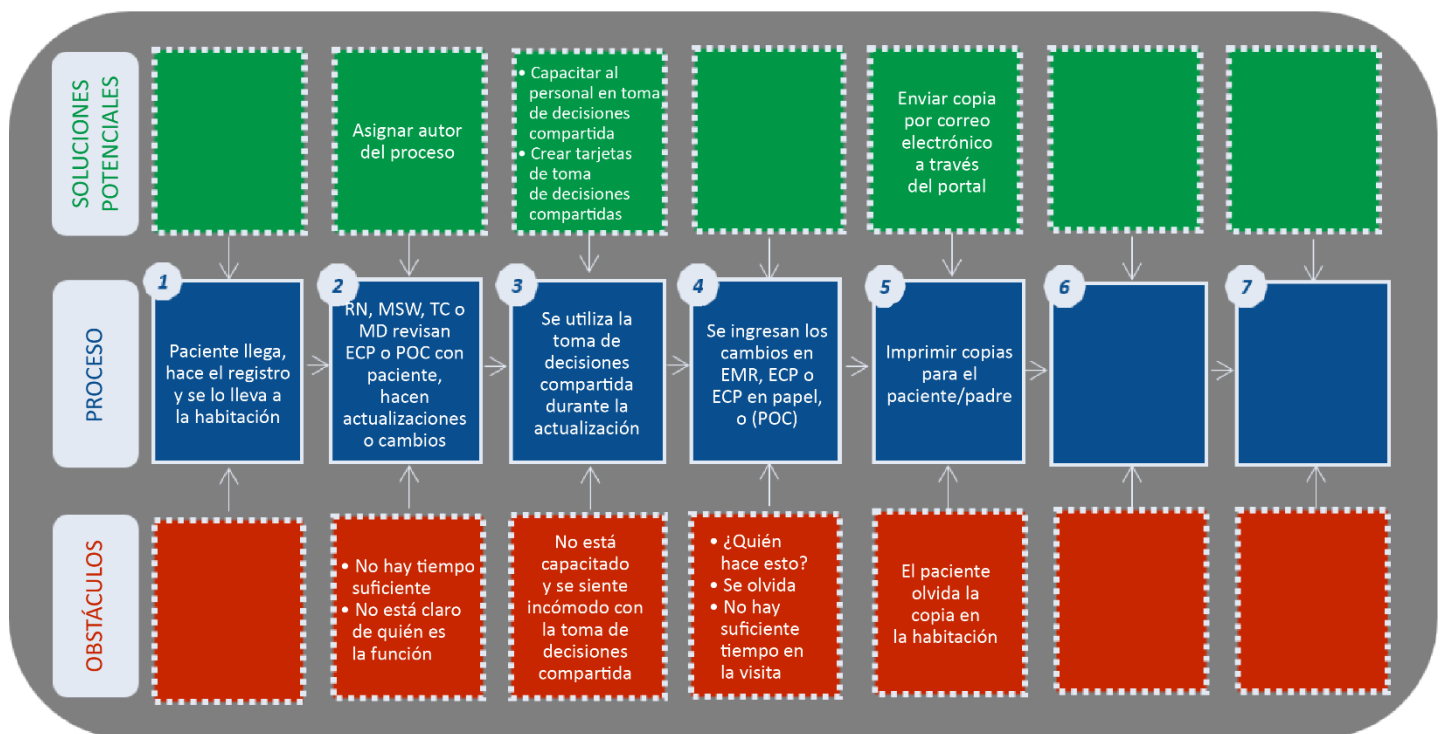 SOLUCIONES
POTENCIALES
Asignar autor
del proceso
• Capacitar al
personal en toma
de decisiones
compartida
• Crear tarjetas
de toma
de decisiones
compartidas
Enviar copia
por correo
electrónico
a través
del portal
PROCESO
1
Paciente llega,
hace el registro
y se lo lleva a
la habitación
2
RN, MSW, TC o
MD revisan
ECP o POC con
paciente,
hacen
actualizaciones
o cambios
3
Se utiliza la
toma de
decisiones
compartida
durante la
actualización
4
Se ingresan los
cambios en
EMR, ECP o
ECP en papel,
o (POC)
5
Imprimir copias
para el
paciente/padre
6
7
OBSTÁCULOS
• No hay tiempo
suficiente
• No está claro
de quién es
la función
No está
capacitado
y se siente
incómodo con
la toma de
decisiones
compartida
• ¿Quién
hace esto?
• Se olvida
• No hay
suficiente
tiempo en
la visita
El paciente
olvida la
copia en
la habitación